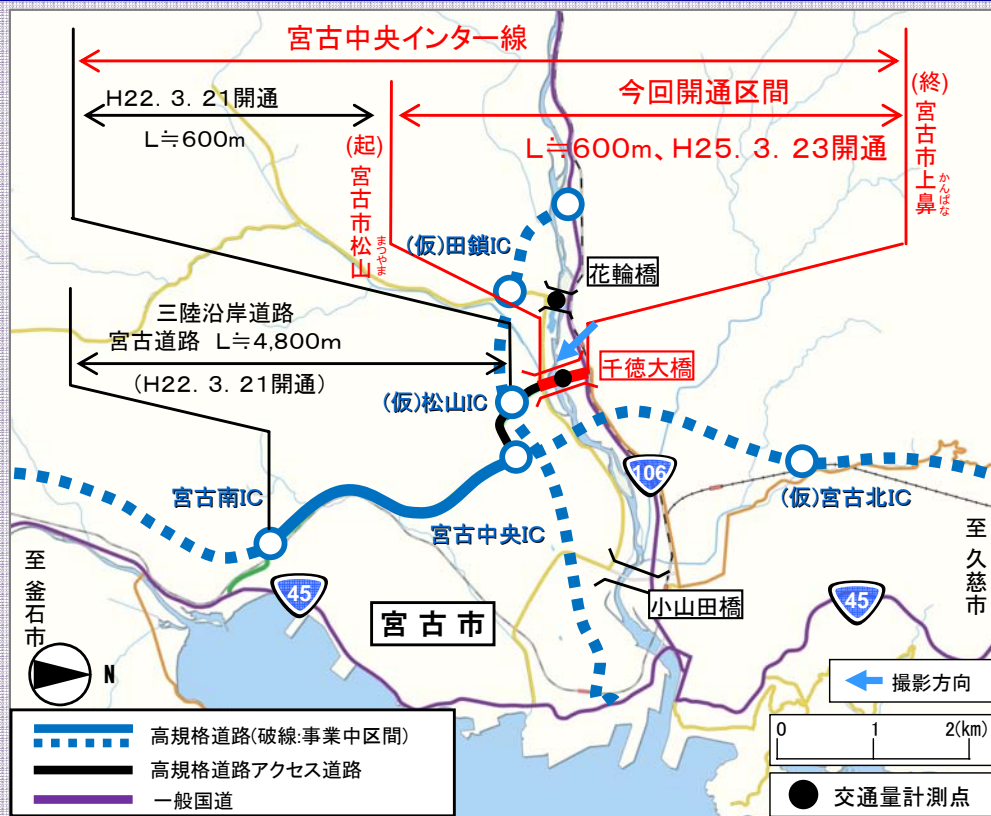 宮古中央インター線
H22.3.21開通
L≒600m
今回開通区間
L≒600m、H25.3.23開通
(起)宮古市松山
まつやま
(終)宮古市上鼻
かんばな
(仮)田鎖IC
花輪橋
三陸沿岸道路
宮古道路 L≒4,800m
(H22.3.21開通)
千徳大橋
(仮)松山IC
106
宮古南IC
宮古中央IC
(仮)宮古北IC
至釜石市
至久慈市
45
45
宮古市
小山田橋
N
撮影方向
高規格道路(破線:事業中区間)
高規格道路アクセス道路
一般国道
0 1 2(km)
交通量計測点